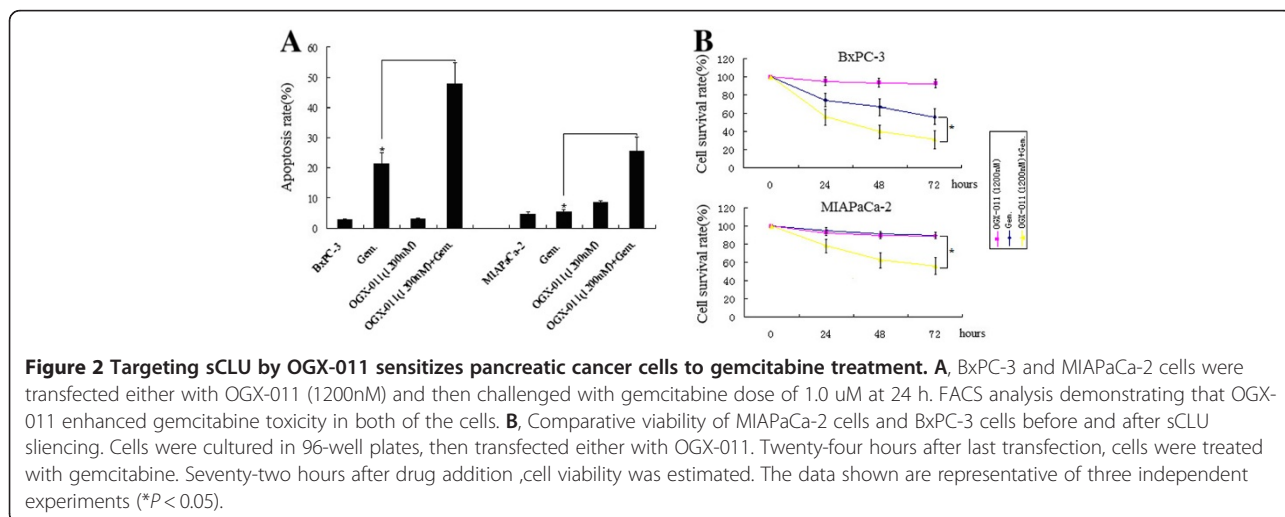 A
60
50
40
30
20
10
0
Apoptosis rate(%)
*
*
BxPC-3
Gem.
OGX-011(1200nM)
OGX-011(1200nM)+Gem.
MIAPaCa-2
Gem.
OGX-011(1200nM)
OGX-011(1200nM)+Gem.
B
BxPC-3
Cell survival rate(%)
120
100
80
60
40
20
0
*
0 24 48 72 hours
MIAPaCa-2
Cell survival rate(%)
120
100
80
60
40
20
0
*
0 24 48 72 hours
OGX-011(1200nM)
Gem.
OGX-011(1200nM)+Gem.
Figure 2 Targeting sCLU by OGX-011 sensitizes pancreatic cancer cells to gemcitabine treatment. A, BxPC-3 and MIAPaCa-2 cells were
transfected either with OGX-011 (1200nM) and then challenged with gemcitabine dose of 1.0 uM at 24 h. FACS analysis demonstrating that OGX-
011 enhanced gemcitabine toxicity in both of the cells. B, Comparative viability of MIAPaCa-2 cells and BxPC-3 cells before and after sCLU
sliencing. Cells were cultured in 96-well plates, then transfected either with OGX-011. Twenty-four hours after last transfection, cells were treated
with gemcitabine. Seventy-two hours after drug addition ,cell viability was estimated. The data shown are representative of three independent
experiments (*P < 0.05).